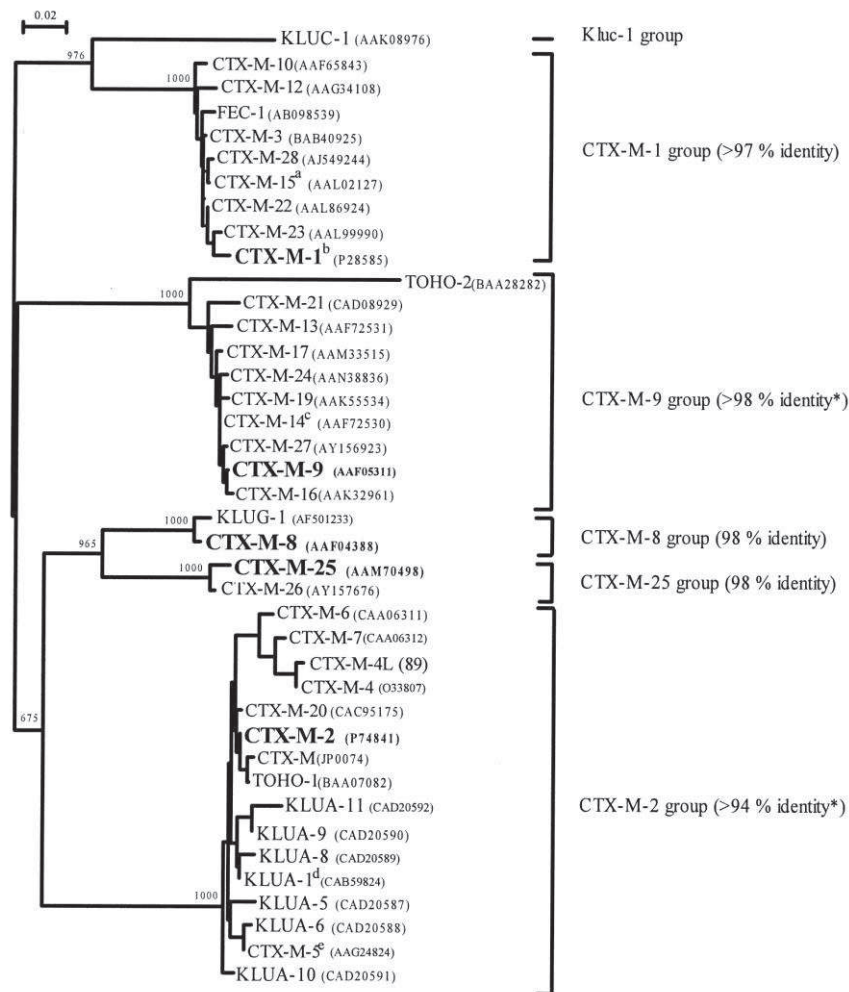 0.02
KLUC-1 (AAK08976)
Kluc-1 group
976
1000
CTX-M-10(AAF65843)
CTX-M-12(AAG34108)
FEC-1 (AB098539)
CTX-M-3 (BAB40925)
CTX-M-28 (AJ549244)
CTX-M-15a (AAL02127)
CTX-M-22 (AAL86924)
CTX-M-23 (AAL99990)
CTX-M-1b (P28585)
CTX-M-1 group (>97 % identity)
1000
TOHO-2(BAA28282)
CTX-M-21 (CAD08929)
CTX-M-13(AAF72531)
CTX-M-17(AAM33515)
CTX-M-24(AAN38836)
CTX-M-19(AAK55534)
CTX-M-14c (AAF72530)
CTX-M-27(AY156923)
CTX-M-9 (AAF05311)
CTX-M-16(AAK32961)
CTX-M-9 group (>98 % identity*)
965
1000
KLUG-1 (AF501233)
CTX-M-8 (AAF04388)
CTX-M-8 group (98 % identity)
1000
CTX-M-25 (AAM70498)
CTX-M-26 (AY157676)
CTX-M-25 group (98 % identity)
675
1000
CTX-M-6 (CAA06311)
CTX-M-7(CAA06312)
CTX-M-4L (89)
CTX-M-4 (O33807)
CTX-M-20 (CAC95175)
CTX-M-2 (P74841)
CTX-M(JP0074)
TOHO-1(BAA07082)
KLUA-11 (CAD20592)
KLUA-9 (CAD20590)
KLUA-8 (CAD20589)
KLUA-1d(CAB59824)
KLUA-5 (CAD20587)
KLUA-6 (CAD20588)
CTX-M-5e (AAG24824)
KLUA-10 (CAD20591)
CTX-M-2 group (>94 % identity*)